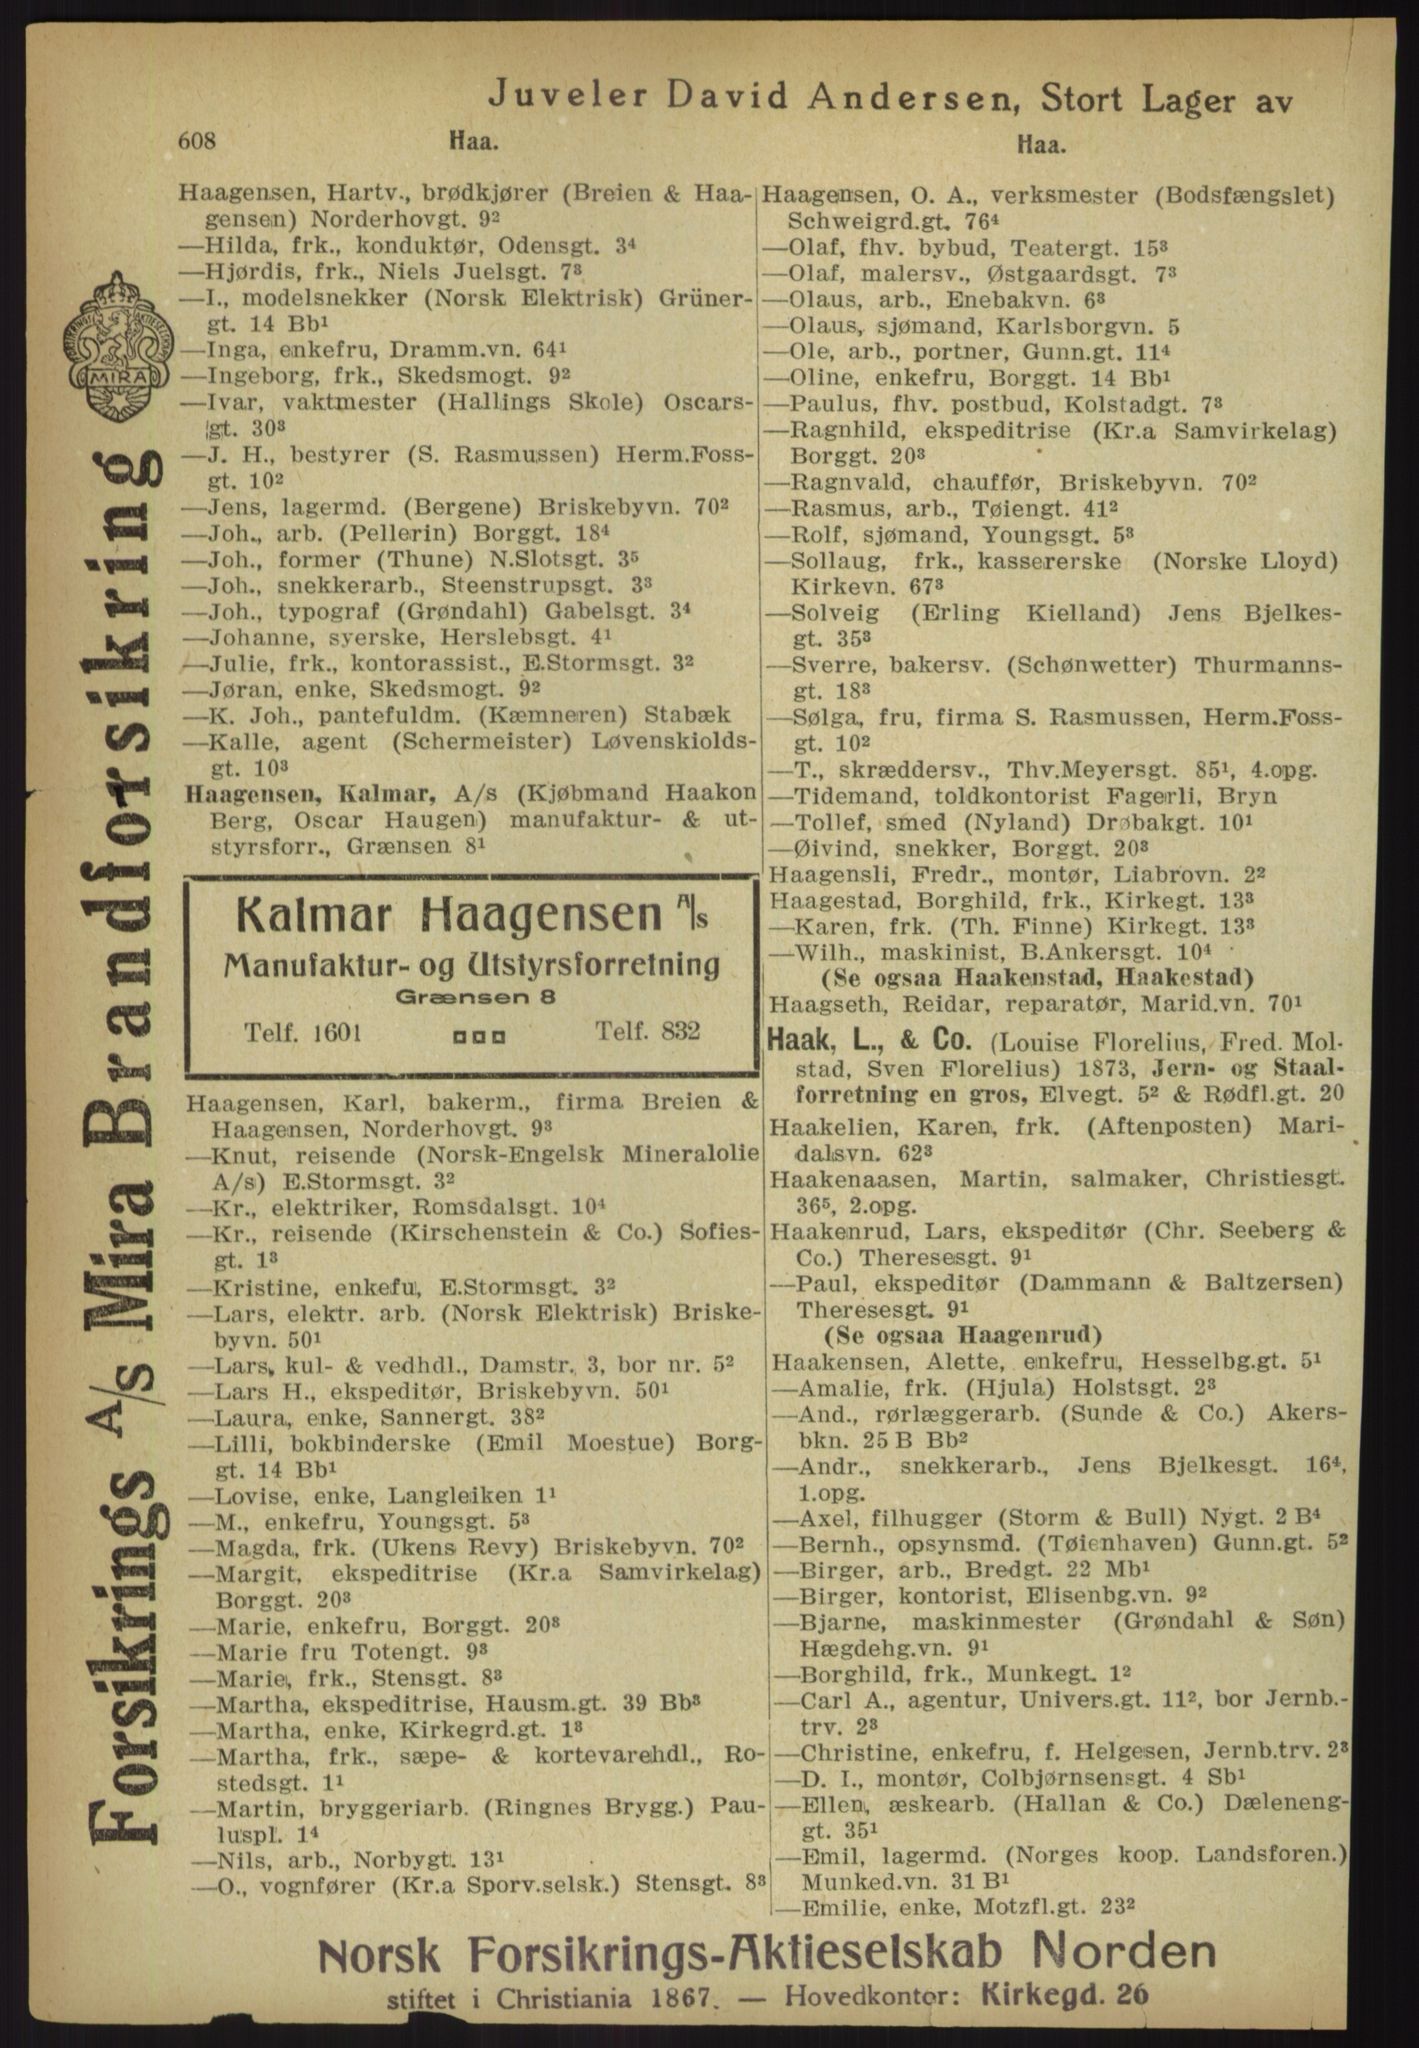 Juveler David Andersen, Stort Lager av
608
Haa.
Haa.
Haagensen, Hartv., brødkjører (Breien & Haa-
gensen) Norderhovgt. 9²
—Hilda, frk., konduktør, Odensgt. 3⁴
—Hjørdis, frk., Niels Juelsgt. 7³
—I., modelsnekker (Norsk Elektrisk) Grüner-
gt. 14 Bb¹
—Inga, enkefru, Dramm.vn. 64¹
—Ingeborg, frk., Skedsmogt. 9²
—Ivar, vaktmester (Hallings Skole) Oscars-
gt. 30³
—J. H., bestyrer (S. Rasmussen) Herm.Foss-
gt. 10²
—Jens, lagermd. (Bergene) Briskebyvn. 70²
—Joh., arb. (Pellerin) Borggt. 18⁴
—Joh., former (Thune) N.Slotsgt. 3⁵
—Joh., snekkerarb., Steenstrupsgt. 3³
—Joh., typograf (Grøndahl) Gabelsgt. 3⁴
—Johanne, syerske, Herslebsgt. 4¹
—Julie, frk., kontorassist., E.Stormsgt. 3²
—Jøran, enke, Skedsmogt. 9²
—K. Joh., pantefuldm. (Kæmneren) Stabæk
—Kalle, agent (Schermeister) Løvenskiolds-
gt. 10³
Haagensen, Kalmar, A/s (Kjøbmand Haakon
Berg, Oscar Haugen) manufaktur- & ut-
styrsforr., Grænsen 8¹
Kalmar Haagensen A/s
Manufaktur- og Utstyrsforretning
Grænsen 8
Telf. 1601
Telf. 832
Haagensen, Karl, bakerm., firma Breien &
Haagensen, Norderhovgt. 9³
—Knut, reisende (Norsk-Engelsk Mineralolie
A/s) E.Stormsgt. 3²
—Kr., elektriker, Romsdalsgt. 10⁴
—Kr., reisende (Kirschenstein & Co.) Sofies-
gt. 1³
—Kristine, enkefu, E.Stormsgt. 3²
—Lars, elektr. arb. (Norsk Elektrisk) Briske-
byvn. 50¹
—Lars, kul- & vedhdl., Damstr. 3, bor nr. 5²
—Lars H., ekspeditør, Briskebyvn. 50¹
—Laura, enke, Sannergt. 38²
—Lilli, bokbinderske (Emil Moestue) Borg-
gt. 14 Bb¹
—Lovise, enke, Langleiken 1¹
—M., enkefru, Youngsgt. 5³
—Magda, frk. (Ukens Revy) Briskebyvn. 70²
—Margit, ekspeditrise (Kr.a Samvirkelag)
Borggt. 20³
—Marie, enkefru, Borggt. 20³
—Marie fru Totengt. 9³
—Marie, frk., Stensgt. 8³
—Martha, ekspeditrise, Hausm.gt. 39 Bb³
—Martha, enke, Kirkegrd.gt. 1³
—Martha, frk., sæpe- & kortevarehdl., Ro-
stedsgt. 1¹
—Martin, bryggeriarb. (Ringnes Brygg.) Pau-
luspl. 1⁴
—Nils, arb., Norbygt. 13¹
—O., vognfører (Kr.a Sporv.selsk.) Stensgt. 8³
Haagensen, O. A., verksmester (Bodsfængslet)
Schweigrd.gt. 76⁴
—Olaf, fhv. bybud, Teatergt. 15³
—Olaf, malersv., Østgaardsgt. 7³
—Olaus, arb., Enebakvn. 6³
—Olaus, sjømand, Karlsborgvn. 5
—Ole, arb., portner, Gunn.gt. 11⁴
—Oline, enkefru, Borggt. 14 Bb¹
—Paulus, fhv. postbud, Kolstadgt. 7³
—Ragnhild, ekspeditrise (Kr.a Samvirkelag)
Borggt. 20³
—Ragnvald, chauffør, Briskebyvn. 70²
—Rasmus, arb., Tøiengt. 41²
—Rolf, sjømand, Youngsgt. 5³
—Sollaug, frk., kassererske (Norske Lloyd)
Kirkevn. 67³
—Solveig (Erling Kielland) Jens Bjelkes-
gt. 35³
—Sverre, bakersv. (Schønwetter) Thurmanns-
gt. 18³
—Sølga, fru, firma S. Rasmussen, Herm.Foss-
gt. 10²
—T., skræddersv., Thv.Meyersgt. 85¹, 4.opg.
—Tidemand, toldkontorist Fagerli, Bryn
—Tollef, smed (Nyland) Drøbakgt. 10¹
—Øivind, snekker, Borggt. 20³
Haagensli, Fredr., montør, Liabrovn. 2²
Haagestad, Borghild, frk., Kirkegt. 13³
—Karen, frk. (Th. Finne) Kirkegt. 13³
—Wilh., maskinist, B.Ankersgt. 10⁴
(Se ogsaa Haakenstad, Haakestad)
Haagseth, Reidar, reparatør, Marid.vn. 70¹
Haak, L., & Co. (Louise Florelius, Fred. Mol-
stad, Sven Florelius) 1873, Jern- og Staal-
forretning en gros, Elvegt. 5² & Rødfl.gt. 20
Haakelien, Karen, frk. (Aftenposten) Mari-
dalsvn. 62³
Haakenaasen, Martin, salmaker, Christiesgt.
36⁵, 2.opg.
Haakenrud, Lars, ekspeditør (Chr. Seeberg &
Co.) Theresesgt. 9¹
—Paul, ekspeditør (Dammann & Baltzersen)
Theresesgt. 9¹
(Se ogsaa Haagenrud)
Haakensen, Alette, enkefru, Hesselbg.gt. 5¹
—Amalie, frk. (Hjula) Holstsgt. 2³
—And., rørlæggerarb. (Sunde & Co.) Akers-
bkn. 25 B Bb²
—Andr., snekkerarb., Jens Bjelkesgt. 16⁴,
1.opg.
—Axel, filhugger (Storm & Bull) Nygt. 2 B⁴
—Bernh., opsynsmd. (Tøienhaven) Gunn.gt. 5²
—Birger, arb., Bredgt. 22 Mb¹
—Birger, kontorist, Elisenbg.vn. 9²
—Bjarne, maskinmester (Grøndahl & Søn)
Hægdehg.vn. 9¹
—Borghild, frk., Munkegt. 1²
—Carl A., agentur, Univers.gt. 11², bor Jernb.-
trv. 2³
—Christine, enkefru, f. Helgesen, Jernb.trv. 2³
—D. I., montør, Colbjørnsensgt. 4 Sb¹
—Ellen, æskearb. (Hallan & Co.) Dæleneng-
gt. 35¹
—Emil, lagermd. (Norges koop. Landsforen.)
Munked.vn. 31 B¹
—Emilie, enke, Motzfl.gt. 23²
Forsikrings A/s Mira Brandforsikring
MIRA
Norsk Forsikrings-Aktieselskab Norden
stiftet i Christiania 1867. — Hovedkontor: Kirkegd. 26